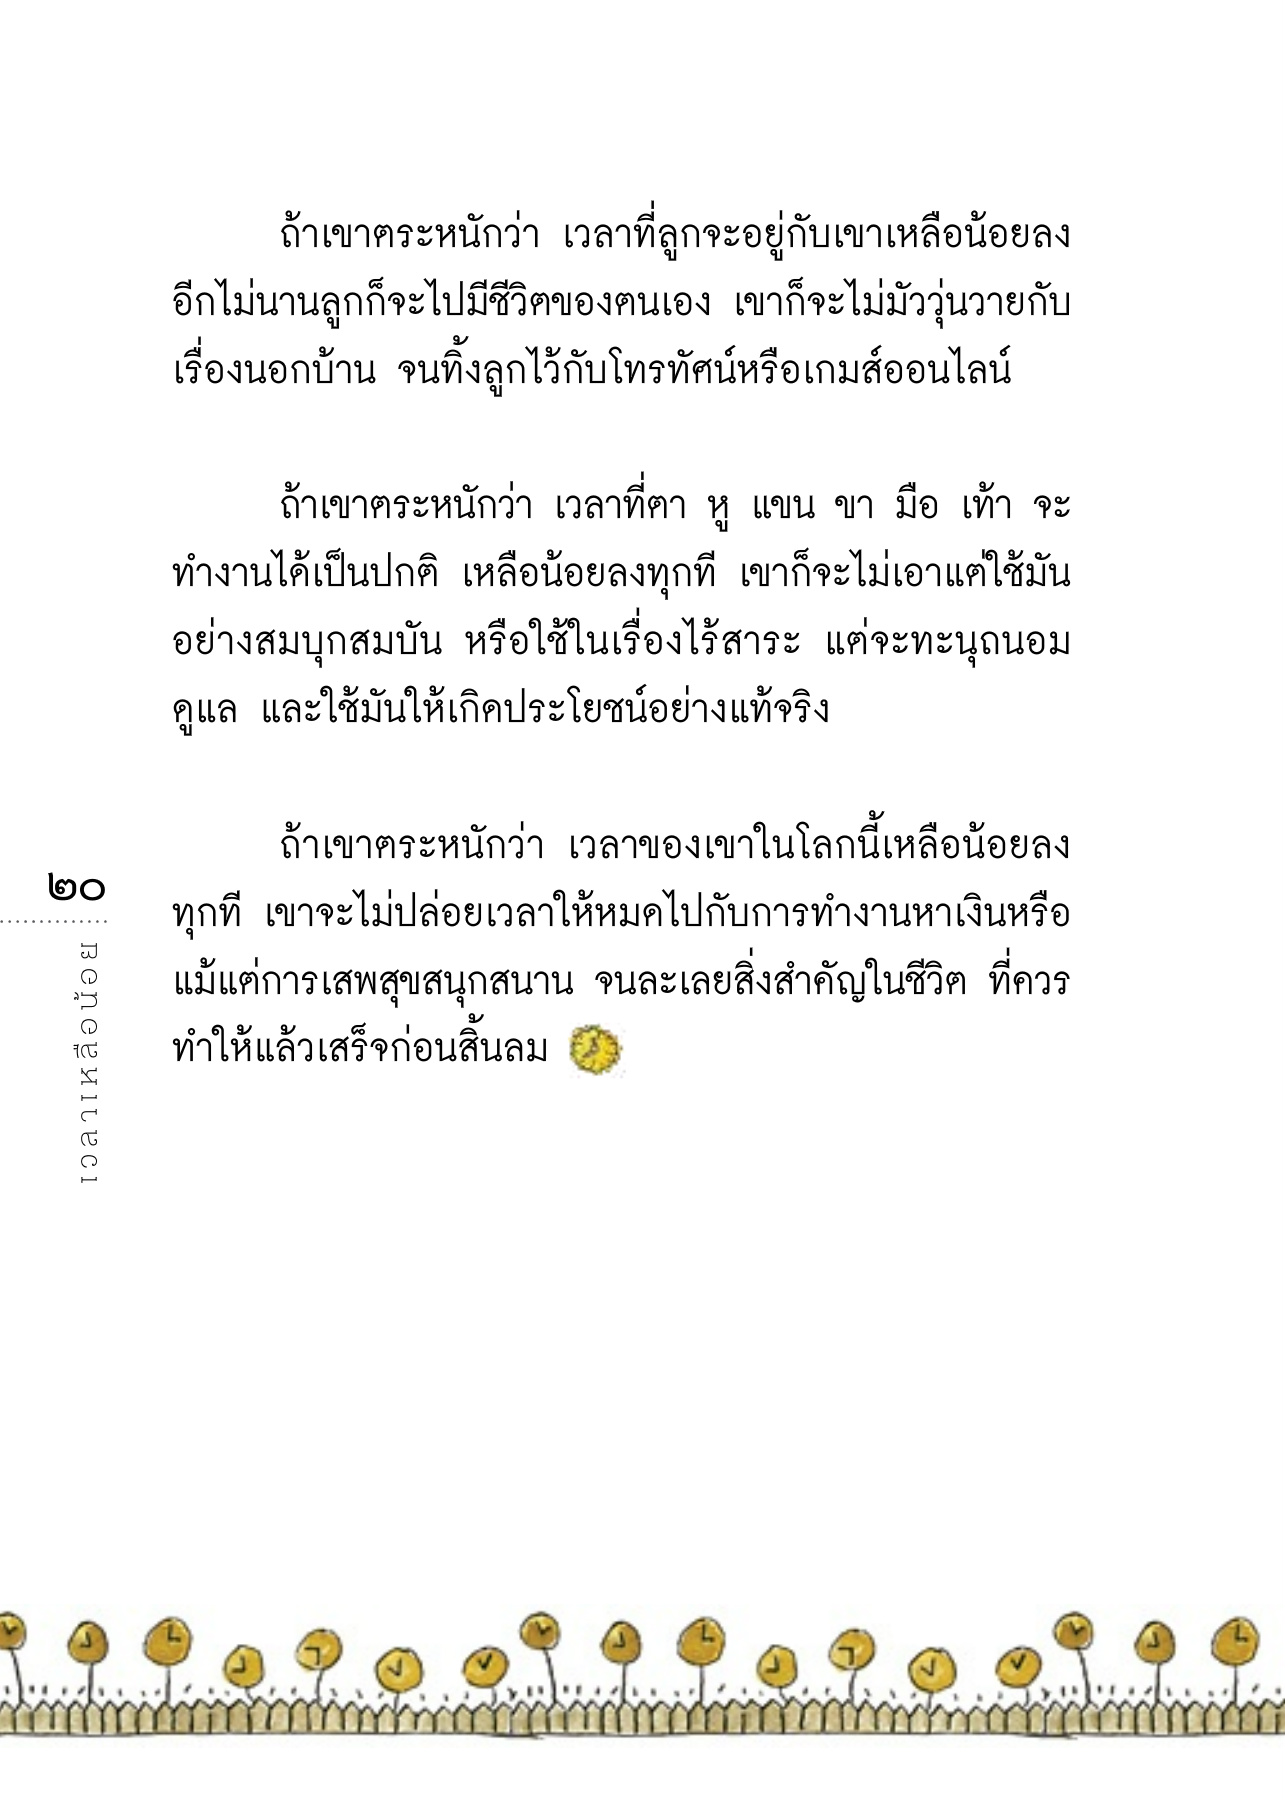 ถ้าเขาตระหนักว่า เวลาที่ลูกจะอยู่กับเขาเหลือน้อยลง
อีกไม่นานลูกก็จะไปมีชีวิตของตนเอง เขาก็จะไม่มัววุ่นวายกับ
เรื่องนอกบ้าน จนทิ้งลูกไว้กับโทรทัศน์หรือเกมส์ออนไลน์
ถ้าเขาตระหนักว่า เวลาที่ตา หู แขน ขา มือ เท้า จะ
ทำงานได้เป็นปกติ เหลือน้อยลงทุกที เขาก็จะไม่เอาแต่ใช้มัน
อย่างสมบุกสมบัน หรือใช้ในเรื่องไร้สาระ แต่จะทะนุถนอม
ดูแล และใช้มันให้เกิดประโยชน์อย่างแท้จริง
ถ้าเขาตระหนักว่า เวลาของเขาในโลกนี้เหลือน้อยลง
ทุกที เขาจะไม่ปล่อยเวลาให้หมดไปกับการทำงานหาเงินหรือ
แม้แต่การเสพสุขสนุกสนาน จนละเลยสิ่งสำคัญในชีวิต ที่ควร
ทำให้แล้วเสร็จก่อนสิ้นลม
๒๐
เวลาเหลือน้อย